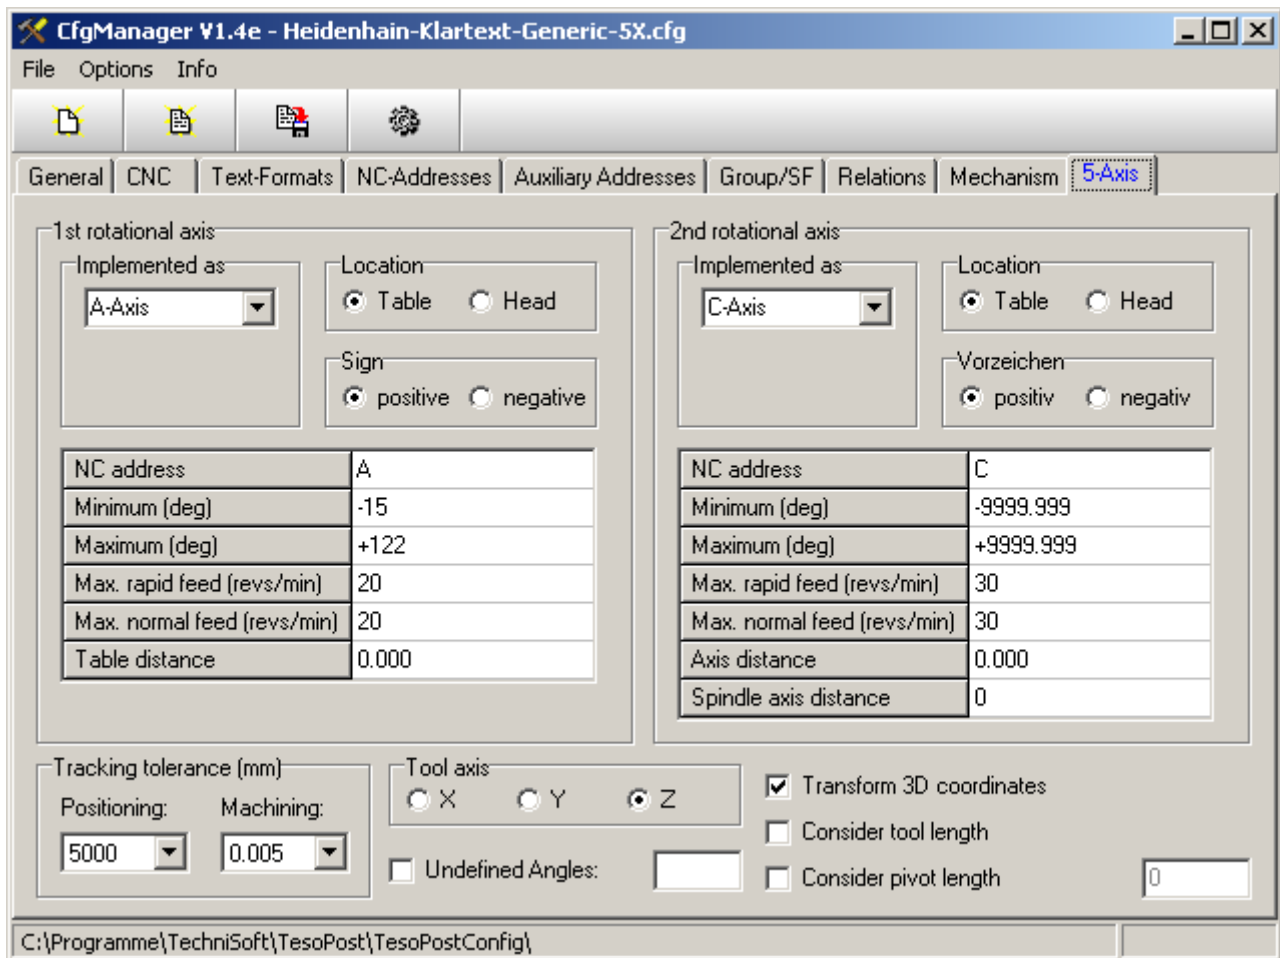 CfgManager V1.4e - Heidenhain-Klartext-Generic-5X.cfg
File Options Info
General CNC Text-Formats NC-Addresses Auxiliary Addresses Group/SF Relations Mechanism 5-Axis
1st rotational axis
Implemented as
A-Axis
Location
Table Head
Sign
positive negative
NC address A
Minimum (deg) -15
Maximum (deg) +122
Max. rapid feed (revs/min) 20
Max. normal feed (revs/min) 20
Table distance 0.000
2nd rotational axis
Implemented as
C-Axis
Location
Table Head
Vorzeichen
positiv negativ
NC address C
Minimum (deg) -9999.999
Maximum (deg) +9999.999
Max. rapid feed (revs/min) 30
Max. normal feed (revs/min) 30
Axis distance 0.000
Spindle axis distance 0
Tracking tolerance (mm)
Positioning: Machining:
5000 0.005
Tool axis
X Y Z
Undefined Angles:
Transform 3D coordinates
Consider tool length
Consider pivot length 0
C:\Programme\TechniSoft\TesoPost\TesoPostConfig\